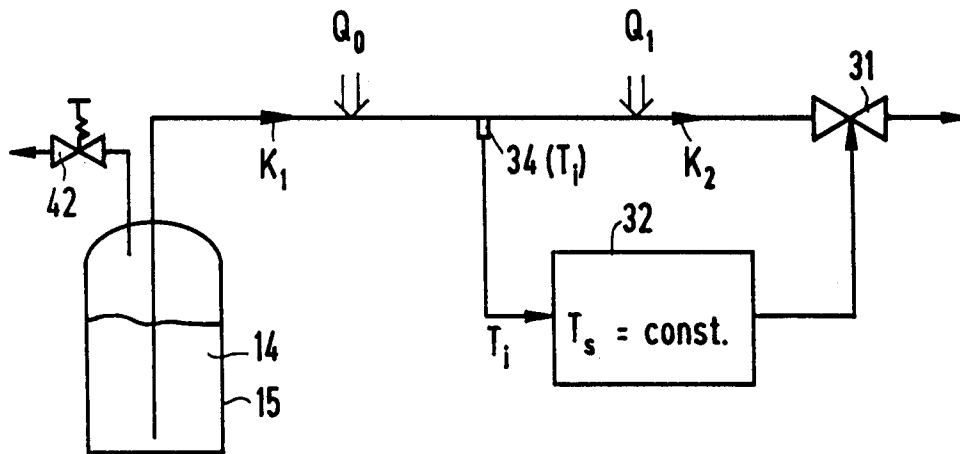 Q₀
Q₁
31
42
K₁
34 (Tᵢ)
K₂
32
Tᵢ
Tₛ = const.
14
15